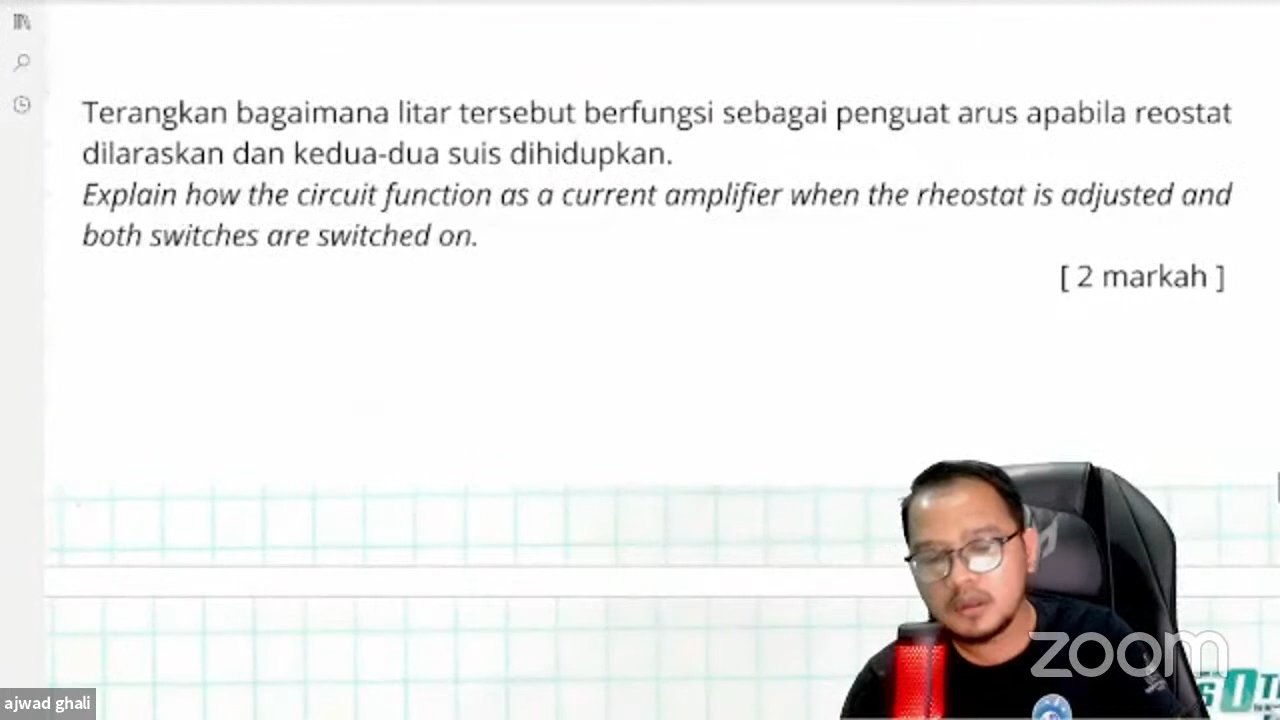 Terangkan bagaimana litar tersebut berfungsi sebagai penguat arus apabila reostat
dilaraskan dan kedua-dua suis dihidupkan.
Explain how the circuit function as a current amplifier when the rheostat is adjusted and
both switches are switched on.
[ 2 markah ]
zoom
ajwad ghali